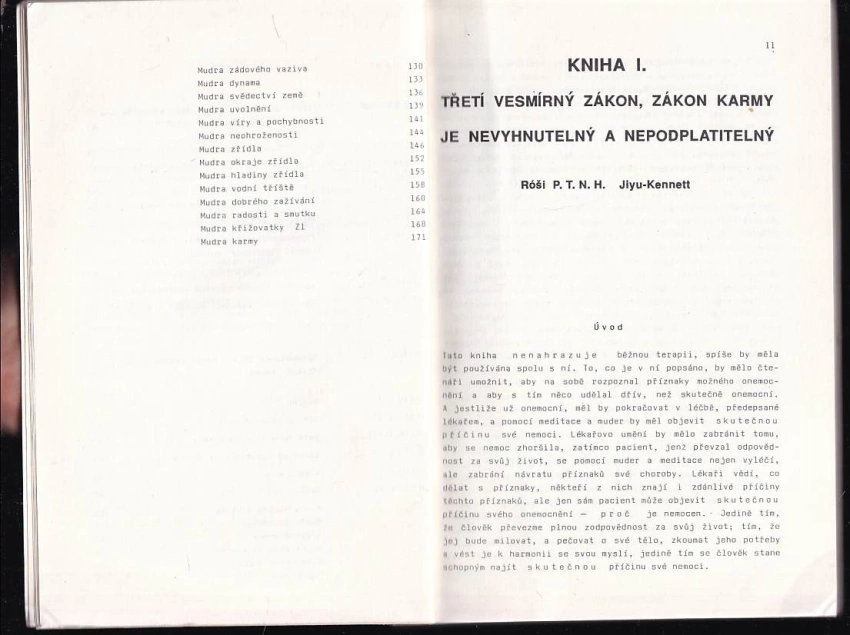 Mudra zádového vaziva 130
Mudra dynama 133
Mudra svědectví země 136
Mudra uvolnění 139
Mudra víry a pochybnosti 141
Mudra neohroženosti 144
Mudra zřídla 146
Mudra okraje zřídla 152
Mudra hladiny zřídla 155
Mudra vodní tříště 158
Mudra dobrého zažívání 160
Mudra radosti a smutku 164
Mudra křižovatky Z1 168
Mudra karmy 171
11
KNIHA I.
TŘETÍ VESMÍRNÝ ZÁKON, ZÁKON KARMY
JE NEVYHNUTELNÝ A NEPODPLATITELNÝ
Róši P. T. N. H. Jiyu-Kennett
Úvod
Tato kniha nenahrazuje běžnou terapii, spíše by měla
být používána spolu s ní. To, co je v ní popsáno, by mělo čte-
náři umožnit, aby na sobě rozpoznal příznaky možného onemoc-
nění a aby s tím něco udělal dřív, než skutečně onemocní.
A jestliže už onemocní, měl by pokračovat v léčbě, předepsané
lékařem, a pomocí meditace a muder by měl objevit skutečnou
příčinu své nemoci. Lékařovo umění by mělo zabránit tomu,
aby se nemoc zhoršila, zatímco pacient, jenž převzal odpověd-
nost za svůj život, se pomocí muder a meditace nejen vyléčí,
ale zabrání návratu příznaků své choroby. Lékaři vědí, co
dělat s příznaky, někteří z nich znají i zdánlivé příčiny
těchto příznaků, ale jen sám pacient může objevit skutečnou
příčinu svého onemocnění — proč je nemocen. Jedině tím,
že člověk převezme plnou zodpovědnost za svůj život; tím, že
jej bude milovat, a pečovat o své tělo, zkoumat jeho potřeby
a vést je k harmonii se svou myslí, jedině tím se člověk stane
schopným najít skutečnou příčinu své nemoci.